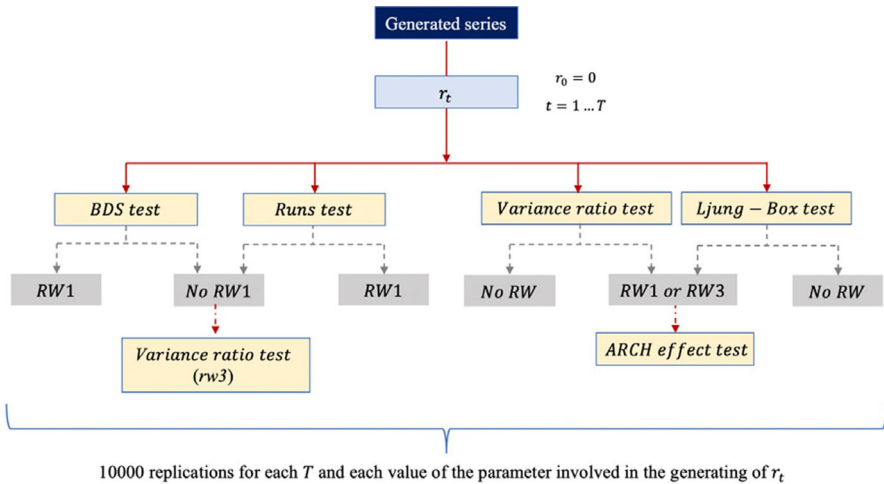 Generated series
r_t
r_0 = 0
t = 1 … T
BDS test
Runs test
Variance ratio test
Ljung – Box test
RW1
No RW1
RW1
No RW
RW1 or RW3
No RW
Variance ratio test
(rw3)
ARCH effect test
10000 replications for each T and each value of the parameter involved in the generating of r_t